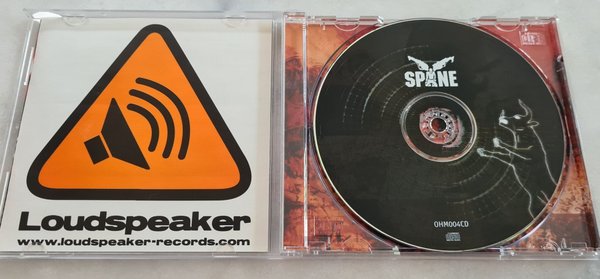 Loudspeaker
www.loudspeaker-records.com
SPANE
OHM004CD